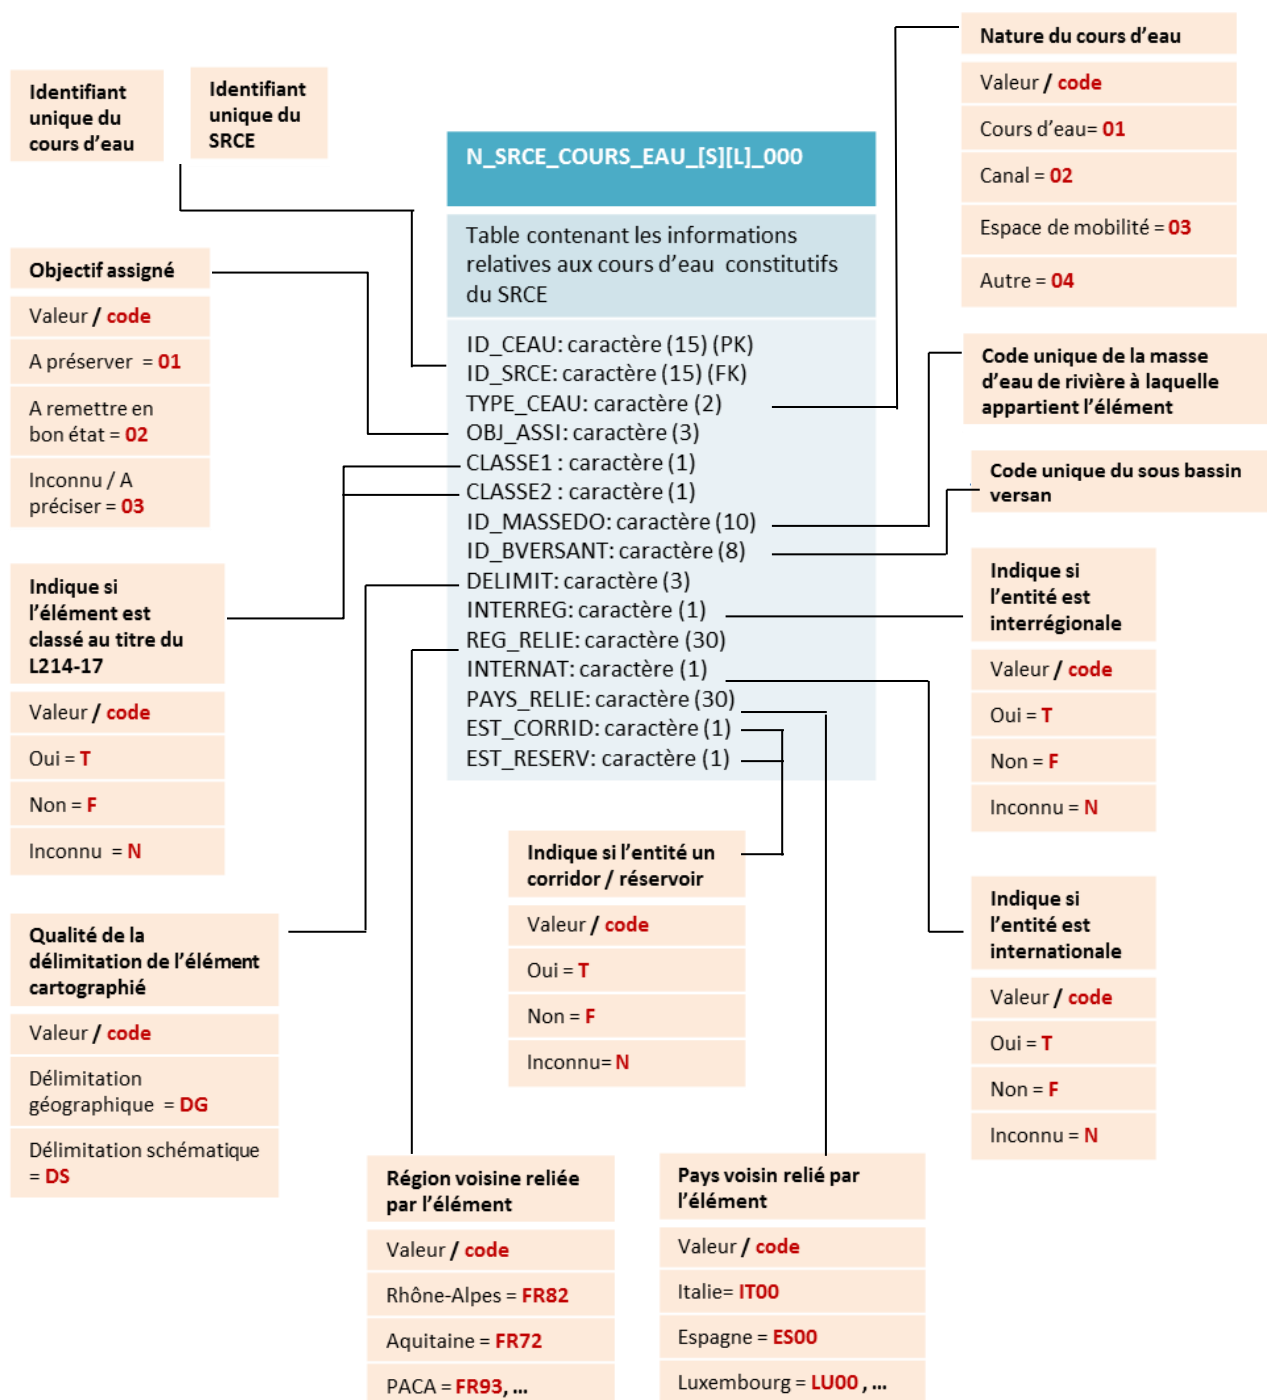 Nature du cours d'eau
Valeur / code
Cours d'eau= 01
Canal = 02
Espace de mobilité = 03
Autre = 04
Identifiant
unique du
cours d'eau
Identifiant
unique du
SRCE
N_SRCE_COURS_EAU_[S][L]_000
Table contenant les informations
relatives aux cours d'eau constitutifs
du SRCE
ID_CEAU: caractère (15) (PK)
ID_SRCE: caractère (15) (FK)
TYPE_CEAU: caractère (2)
OBJ_ASSI: caractère (3)
CLASSE1 : caractère (1)
CLASSE2 : caractère (1)
ID_MASSEDO: caractère (10)
ID_BVERSANT: caractère (8)
DELIMIT: caractère (3)
INTERREG: caractère (1)
REG_RELIE: caractère (30)
INTERNAT: caractère (1)
PAYS_RELIE: caractère (30)
EST_CORRID: caractère (1)
EST_RESERV: caractère (1)
Objectif assigné
Valeur / code
A préserver = 01
A remettre en
bon état = 02
Inconnu / A
préciser = 03
Indique si
l'élément est
classé au titre du
L214-17
Valeur / code
Oui = T
Non = F
Inconnu = N
Qualité de la
délimitation de l'élément
cartographié
Valeur / code
Délimitation
géographique = DG
Délimitation schématique
= DS
Code unique de la masse
d'eau de rivière à laquelle
appartient l'élément
Code unique du sous bassin
versan
Indique si
l'entité est
interrégionale
Valeur / code
Oui = T
Non = F
Inconnu = N
Indique si
l'entité est
internationale
Valeur / code
Oui = T
Non = F
Inconnu = N
Indique si l'entité un
corridor / réservoir
Valeur / code
Oui = T
Non = F
Inconnu= N
Région voisine reliée
par l'élément
Valeur / code
Rhône-Alpes = FR82
Aquitaine = FR72
PACA = FR93, ...
Pays voisin relié par
l'élément
Valeur / code
Italie= IT00
Espagne = ES00
Luxembourg = LU00 , ...